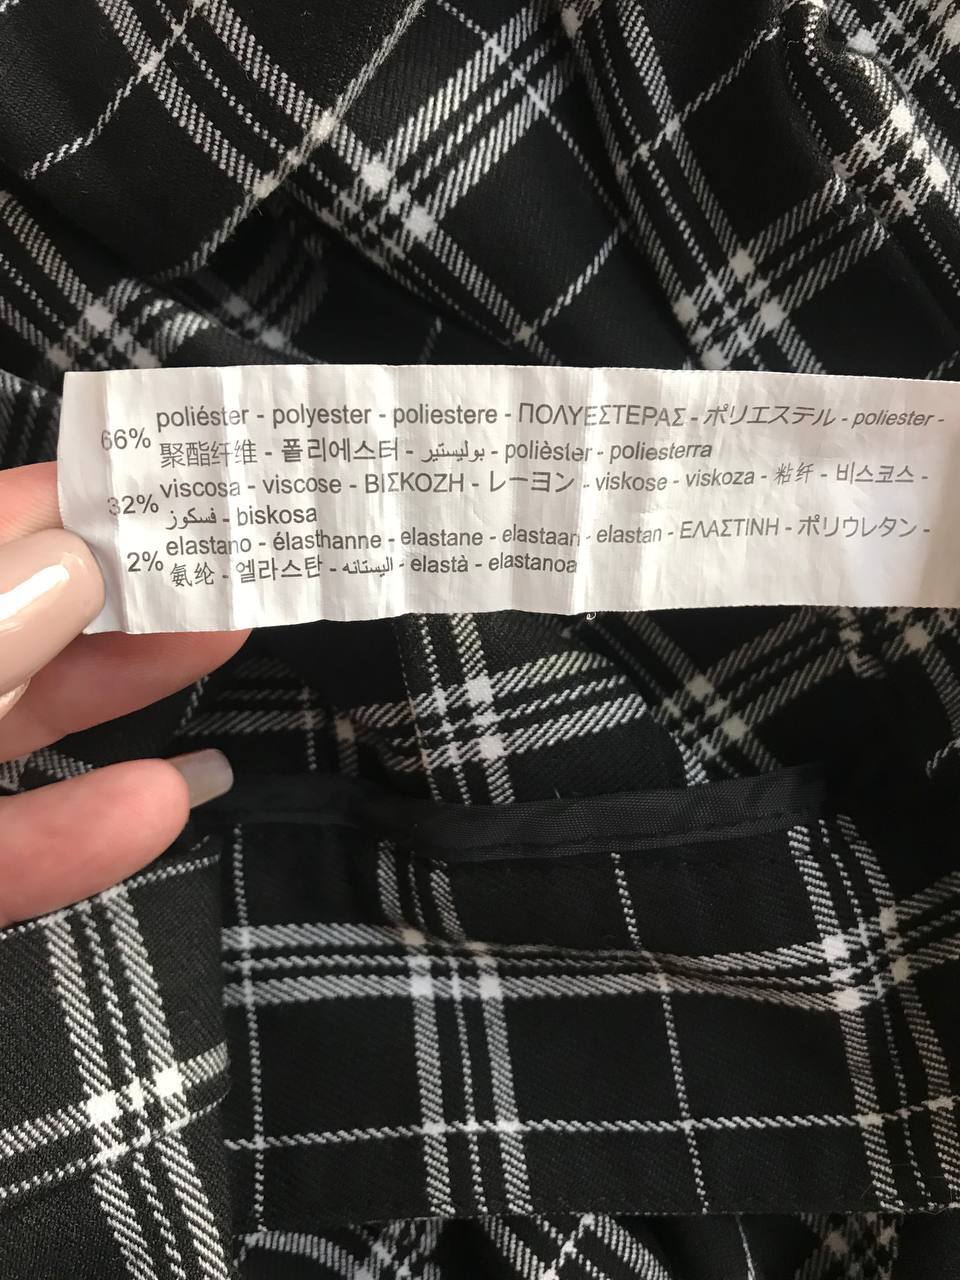 66% poliéster - polyester - poliestere - ΠΟΛΥΕΣΤΕΡΑΣ - ポリエステル - poliester -
聚酯纤维 - 폴리에스터 - بوليستير - polièster - poliesterra
32% viscosa - viscose - ΒΙΣΚΟΖΗ - レーヨン - viskose - viskoza - 粘纤 - 비스코스 -
فسكوز - biskosa
2% elastano - élasthanne - elastane - elastaan - elastan - ΕΛΑΣΤΙΝΗ - ポリウレタン -
氨纶 - 엘라스탄 - اليستانه - elastà - elastanoa